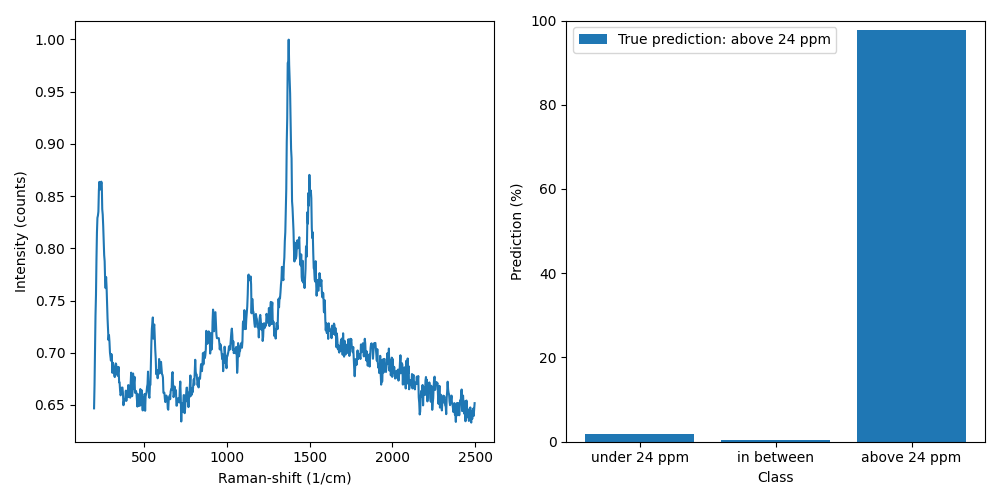 1.00
0.95
0.90
0.85
0.80
0.75
0.70
0.65
Intensity (counts)
500
1000
1500
2000
2500
Raman-shift (1/cm)
100
80
60
40
20
0
Prediction (%)
True prediction: above 24 ppm
under 24 ppm
in between
above 24 ppm
Class